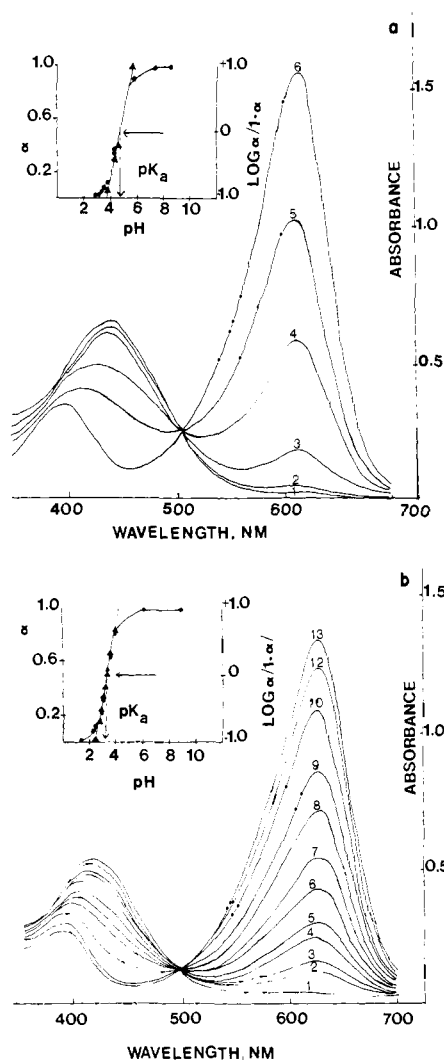 a
1.0
0.6
0.2
α
+1.0
0
-1.0
LOG α/1-α
pKa
2 4 6 8 10 12
pH
6
5
4
3
2
1
1.5
1.0
0.5
ABSORBANCE
400 500 600 700
WAVELENGTH, NM
b
1.0
0.6
0.2
α
+1.0
0
-1.0
LOG α/1-α/
pKa
2 4 6 8 10 12
pH
13
12
10
9
8
7
6
5
4
3
2
1
1.5
1.0
0.5
ABSORBANCE
400 500 600 700
WAVELENGTH, NM